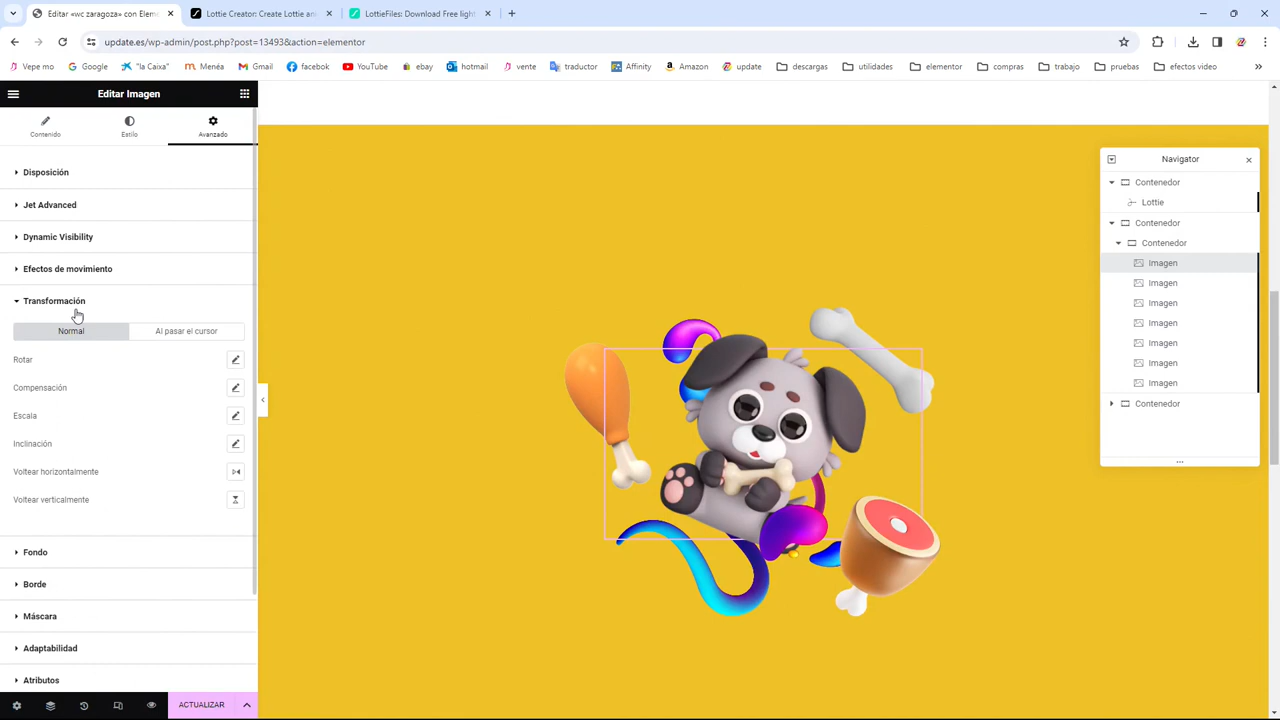 Editar «wc zaragoza» con Eleme
Lottie Creator: Create Lottie ani
LottieFiles: Download Free light
update.es/wp-admin/post.php?post=13493&action=elementor
Vepe mo
Google
"la Caixa"
Menéa
Gmail
facebok
YouTube
ebay
hotmail
vente
traductor
Affinity
Amazon
update
descargas
utilidades
elementor
compras
trabajo
pruebas
efectos video
Editar Imagen
Contenido
Estilo
Avanzado
Disposición
Jet Advanced
Dynamic Visibility
Efectos de movimiento
Transformación
Normal
Al pasar el cursor
Rotar
Compensación
Escala
Inclinación
Voltear horizontalmente
Voltear verticalmente
Fondo
Borde
Máscara
Adaptabilidad
Atributos
ACTUALIZAR
Navigator
Contenedor
Lottie
Contenedor
Contenedor
Imagen
Imagen
Imagen
Imagen
Imagen
Imagen
Imagen
Contenedor